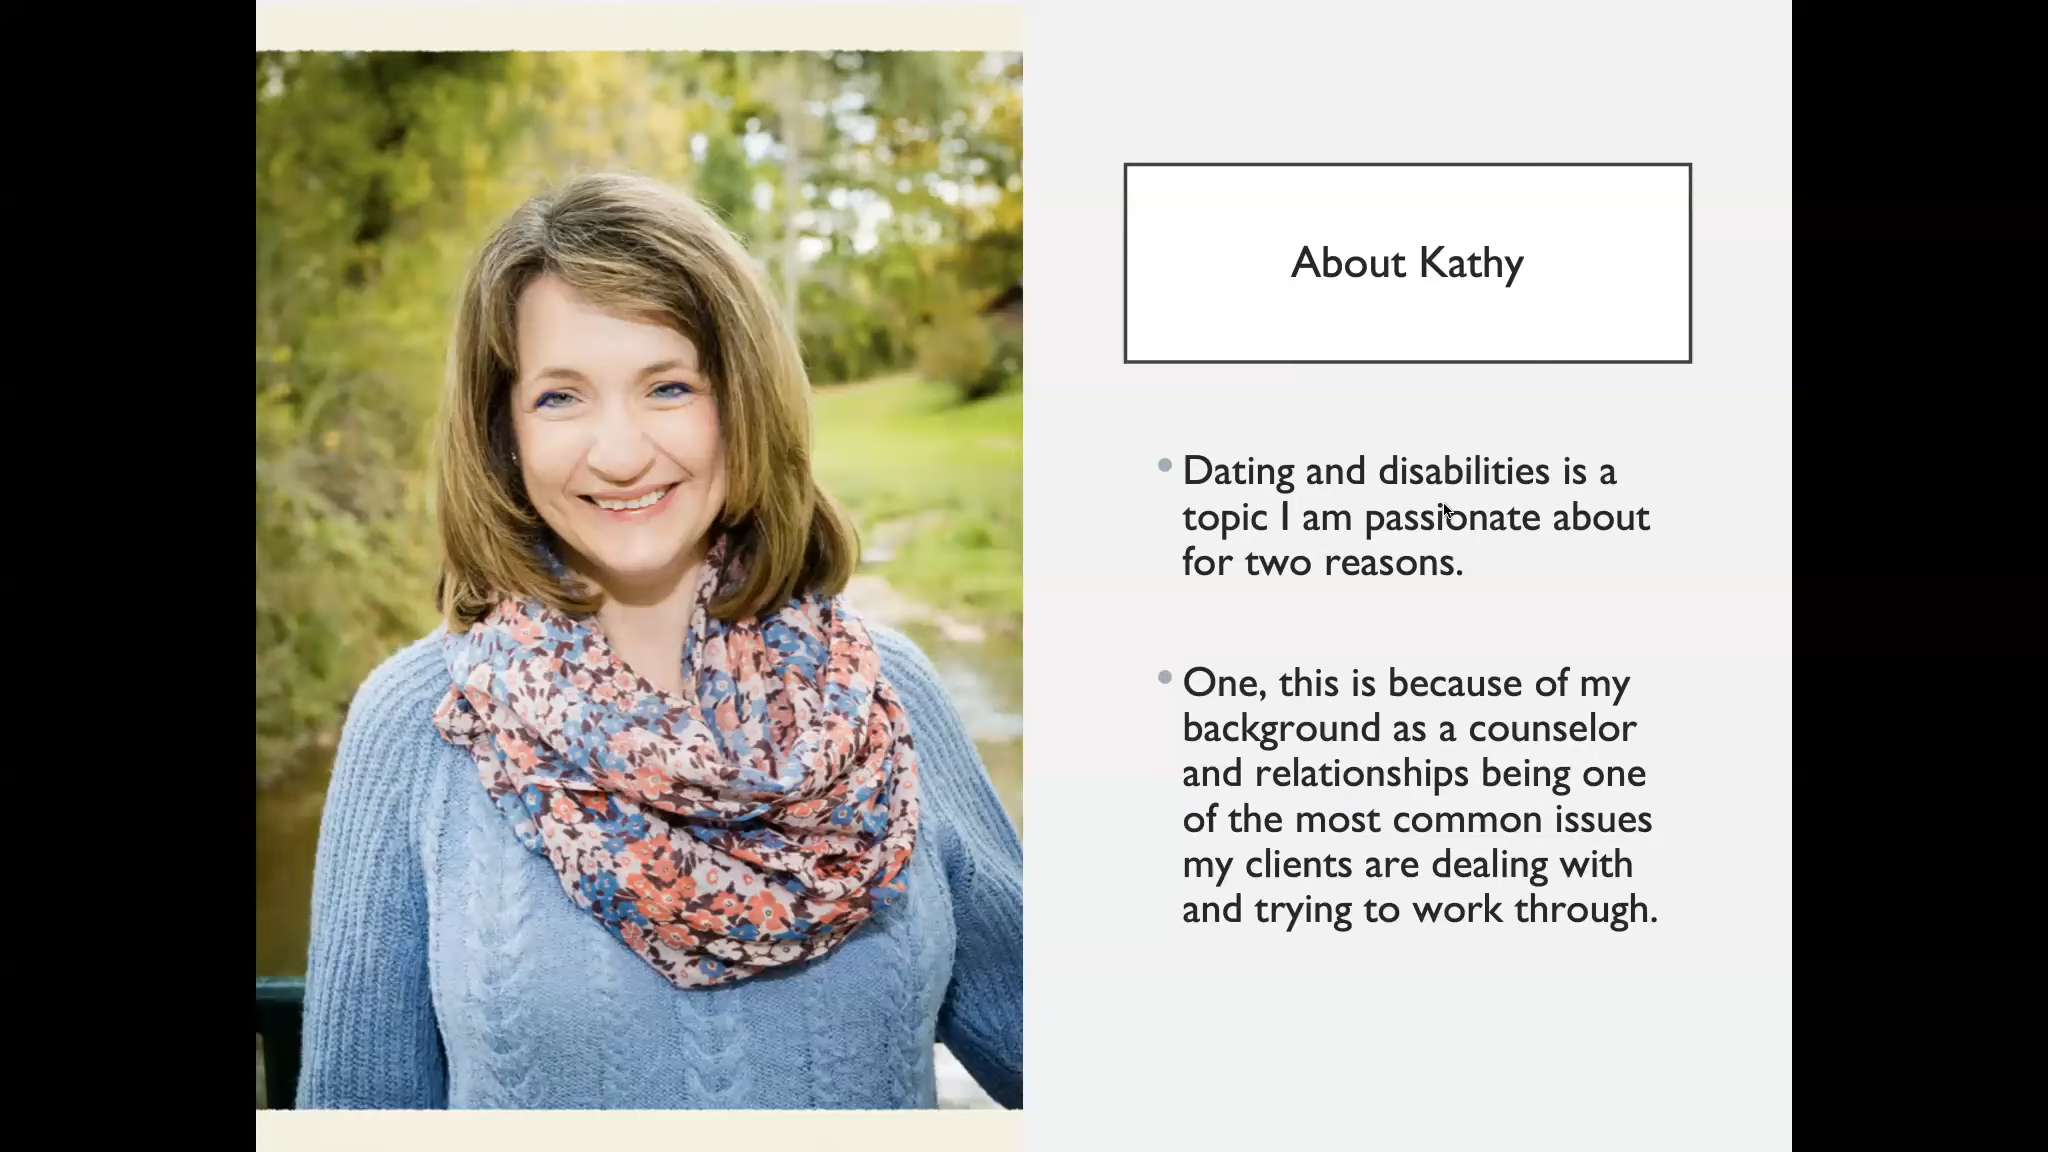 About Kathy
Dating and disabilities is a
topic I am passionate about
for two reasons.
One, this is because of my
background as a counselor
and relationships being one
of the most common issues
my clients are dealing with
and trying to work through.